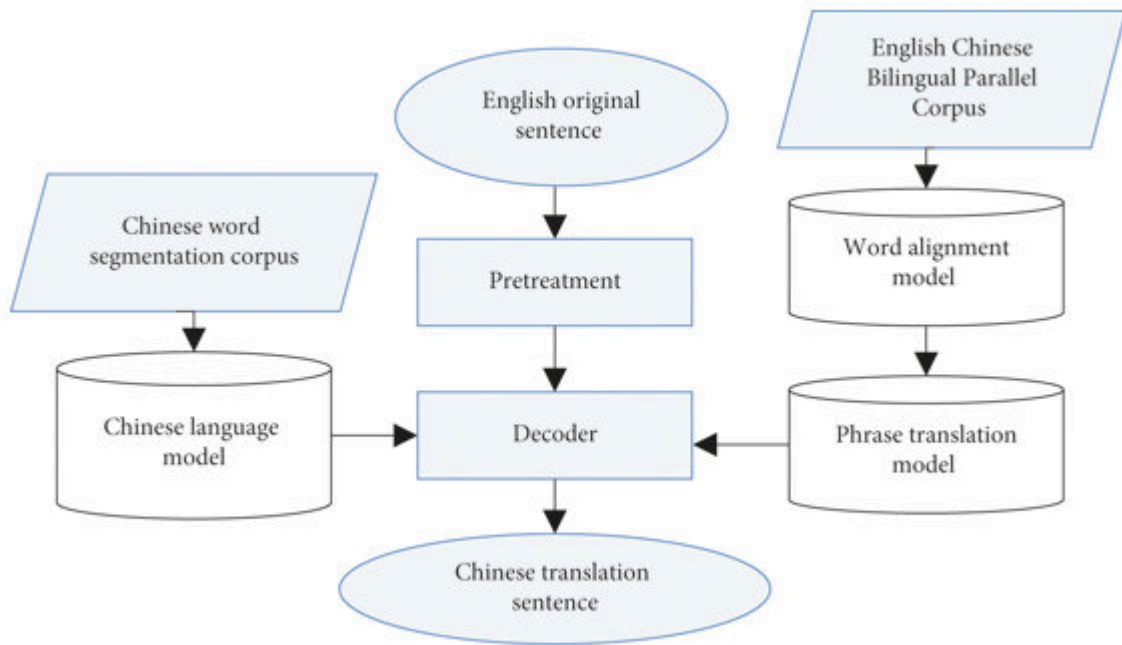 English original
sentence
English Chinese
Bilingual Parallel
Corpus
Chinese word
segmentation corpus
Pretreatment
Word alignment
model
Chinese language
model
Decoder
Phrase translation
model
Chinese translation
sentence